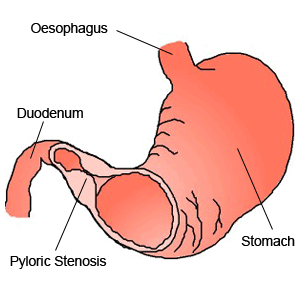 Oesophagus
Duodenum
Stomach
Pyloric Stenosis